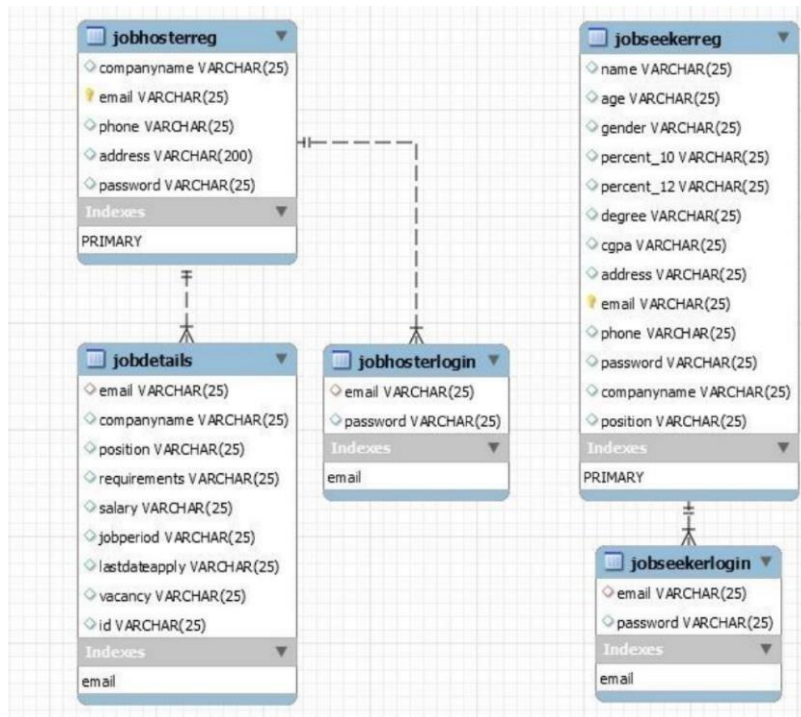 jobhosterreg
companyname VARCHAR(25)
email VARCHAR(25)
phone VARCHAR(25)
address VARCHAR(200)
password VARCHAR(25)
Indexes
PRIMARY
jobdetails
email VARCHAR(25)
companyname VARCHAR(25)
position VARCHAR(25)
requirements VARCHAR(25)
salary VARCHAR(25)
jobperiod VARCHAR(25)
lastdateapply VARCHAR(25)
vacancy VARCHAR(25)
id VARCHAR(25)
Indexes
email
jobhosterlogin
email VARCHAR(25)
password VARCHAR(25)
Indexes
email
jobseekerreg
name VARCHAR(25)
age VARCHAR(25)
gender VARCHAR(25)
percent_10 VARCHAR(25)
percent_12 VARCHAR(25)
degree VARCHAR(25)
cgpa VARCHAR(25)
address VARCHAR(25)
email VARCHAR(25)
phone VARCHAR(25)
password VARCHAR(25)
companyname VARCHAR(25)
position VARCHAR(25)
Indexes
PRIMARY
jobseekerlogin
email VARCHAR(25)
password VARCHAR(25)
Indexes
email